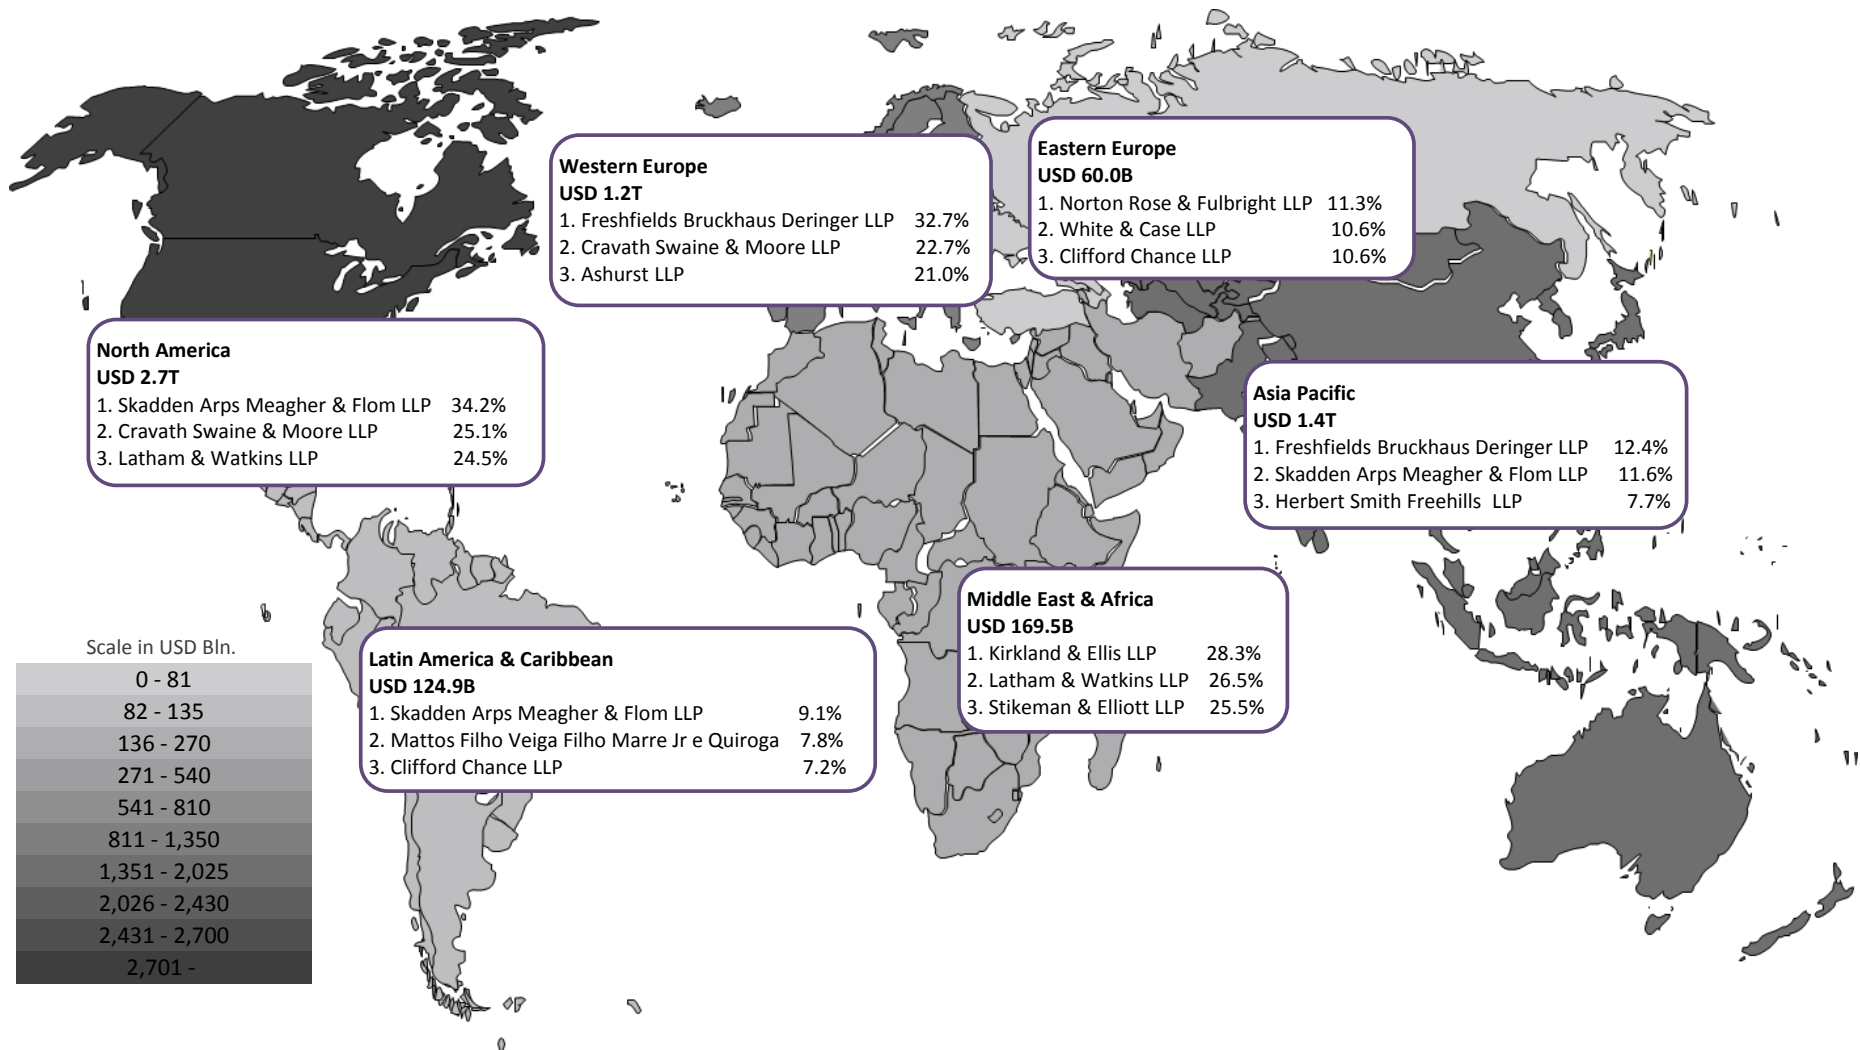 Western Europe
USD 1.2T
1. Freshfields Bruckhaus Deringer LLP 32.7%
2. Cravath Swaine & Moore LLP 22.7%
3. Ashurst LLP 21.0%
Eastern Europe
USD 60.0B
1. Norton Rose & Fulbright LLP 11.3%
2. White & Case LLP 10.6%
3. Clifford Chance LLP 10.6%
North America
USD 2.7T
1. Skadden Arps Meagher & Flom LLP 34.2%
2. Cravath Swaine & Moore LLP 25.1%
3. Latham & Watkins LLP 24.5%
Asia Pacific
USD 1.4T
1. Freshfields Bruckhaus Deringer LLP 12.4%
2. Skadden Arps Meagher & Flom LLP 11.6%
3. Herbert Smith Freehills LLP 7.7%
Middle East & Africa
USD 169.5B
1. Kirkland & Ellis LLP 28.3%
2. Latham & Watkins LLP 26.5%
3. Stikeman & Elliott LLP 25.5%
Latin America & Caribbean
USD 124.9B
1. Skadden Arps Meagher & Flom LLP 9.1%
2. Mattos Filho Veiga Filho Marre Jr e Quiroga 7.8%
3. Clifford Chance LLP 7.2%
Scale in USD Bln.
0 - 81
82 - 135
136 - 270
271 - 540
541 - 810
811 - 1,350
1,351 - 2,025
2,026 - 2,430
2,431 - 2,700
2,701 -